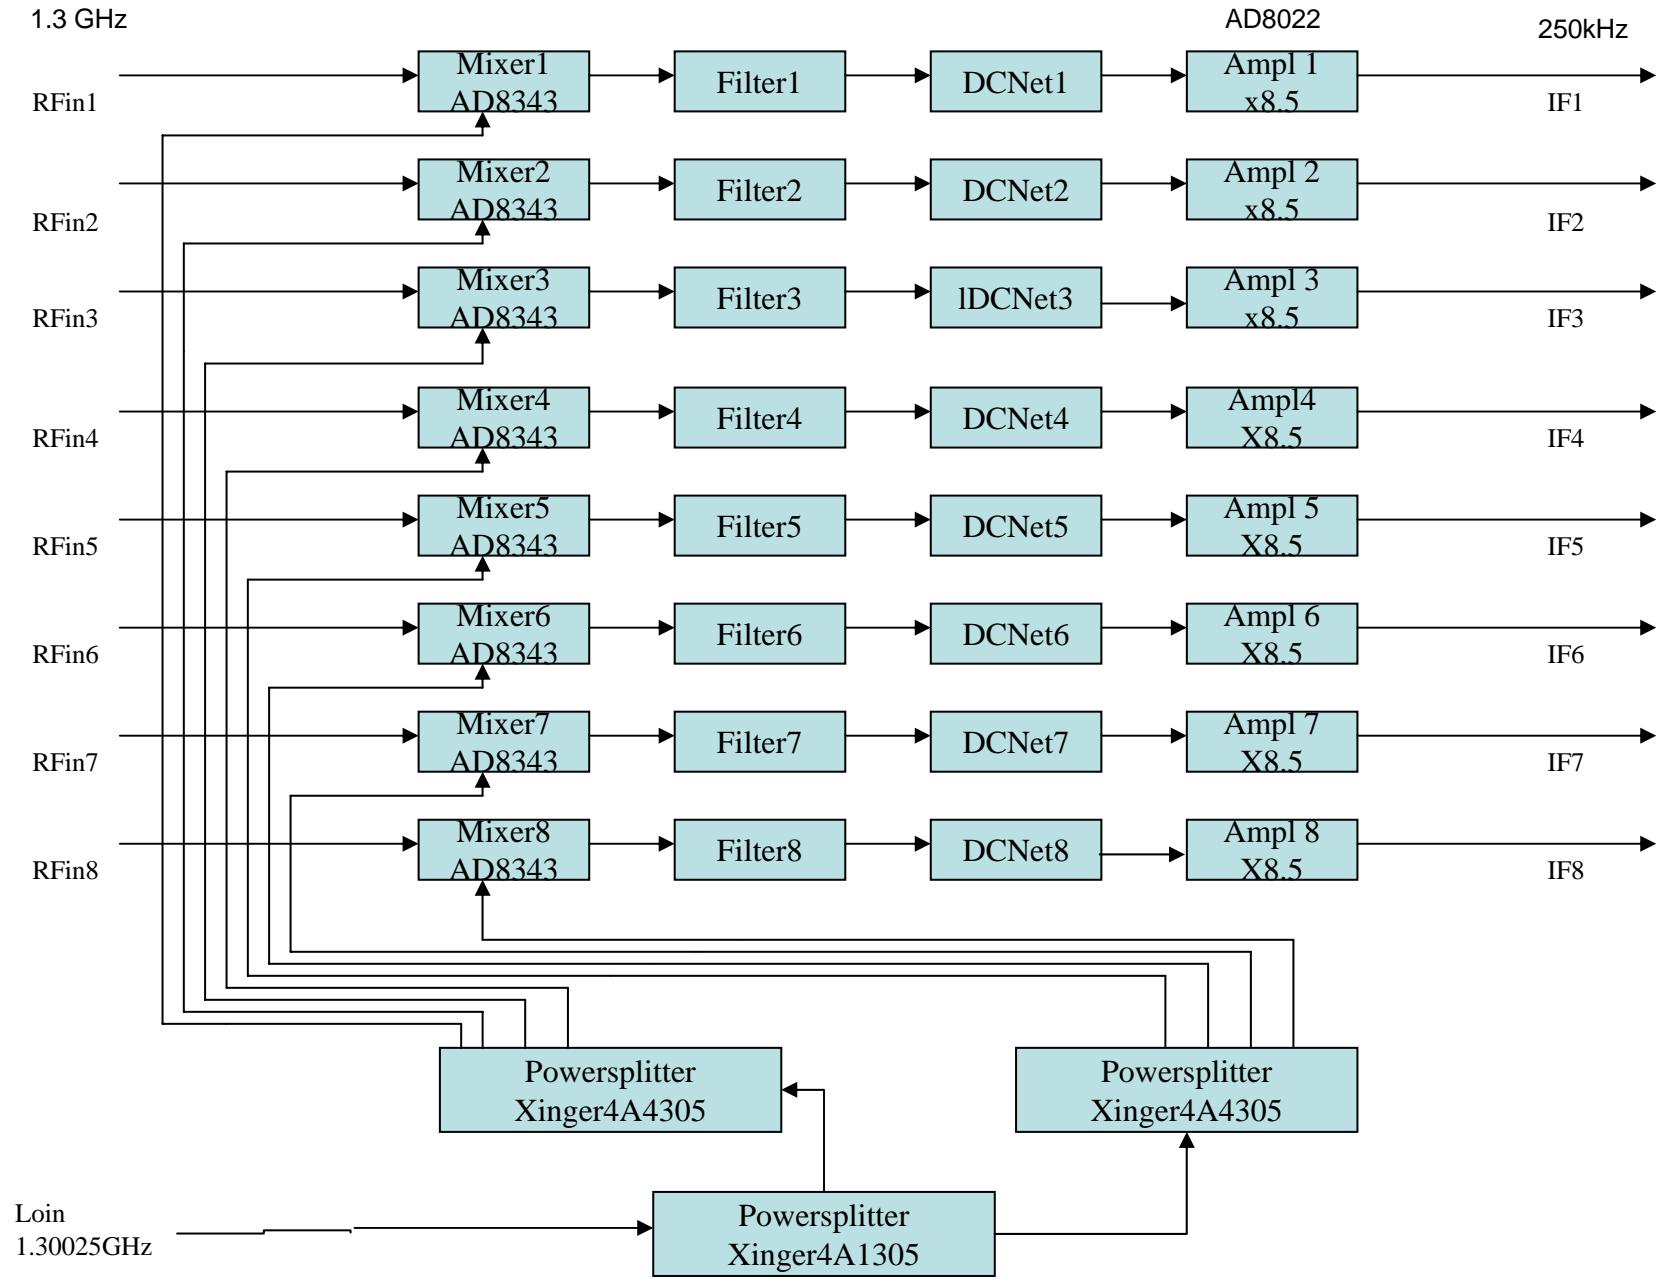 1.3 GHz
AD8022
250kHz
RFin1
Mixer1
AD8343
Filter1
DCNet1
Ampl 1
x8.5
IF1
RFin2
Mixer2
AD8343
Filter2
DCNet2
Ampl 2
x8.5
IF2
RFin3
Mixer3
AD8343
Filter3
lDCNet3
Ampl 3
x8.5
IF3
RFin4
Mixer4
AD8343
Filter4
DCNet4
Ampl4
X8.5
IF4
RFin5
Mixer5
AD8343
Filter5
DCNet5
Ampl 5
X8.5
IF5
RFin6
Mixer6
AD8343
Filter6
DCNet6
Ampl 6
X8.5
IF6
RFin7
Mixer7
AD8343
Filter7
DCNet7
Ampl 7
X8.5
IF7
RFin8
Mixer8
AD8343
Filter8
DCNet8
Ampl 8
X8.5
IF8
Powersplitter
Xinger4A4305
Powersplitter
Xinger4A4305
Loin
1.30025GHz
Powersplitter
Xinger4A1305